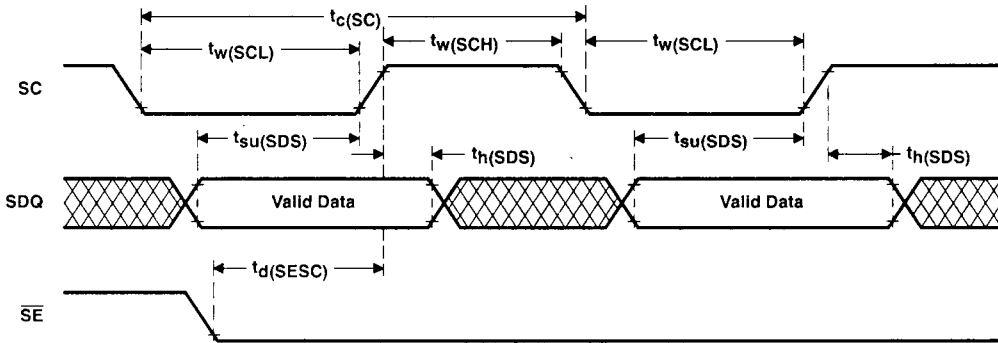 tc(SC)
tw(SCL)
tw(SCH)
tw(SCL)
SC
tsu(SDS)
th(SDS)
tsu(SDS)
th(SDS)
SDQ
Valid Data
Valid Data
td(SESC)
SE